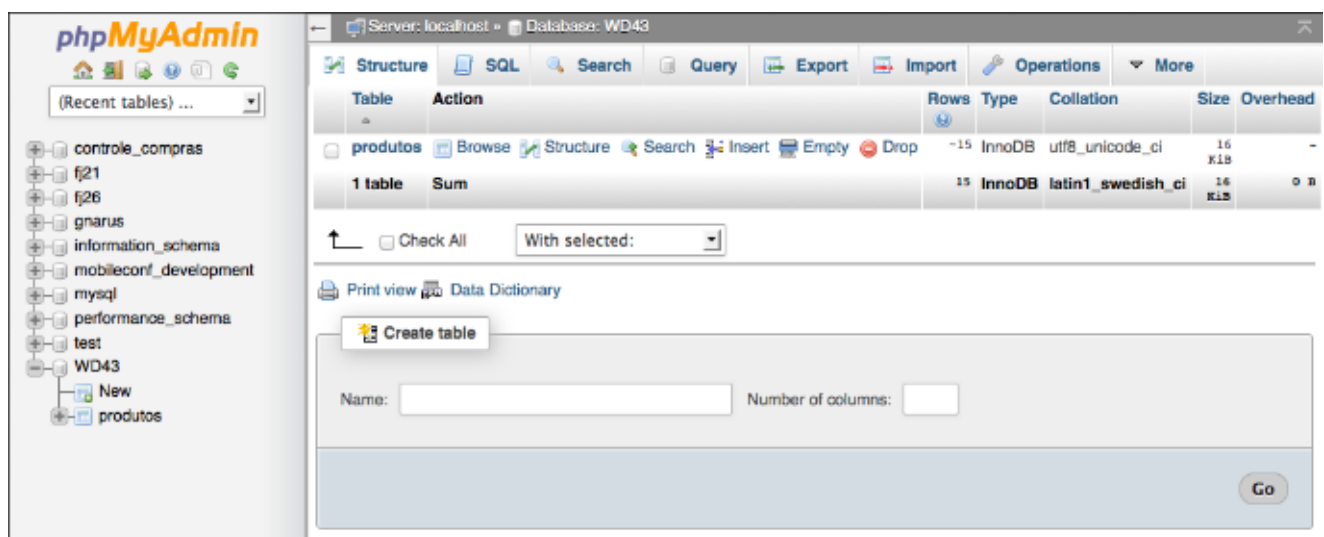 phpMyAdmin
(Recent tables) ...
controle_compras
fj21
fj26
gnarus
information_schema
mobileconf_development
mysql
performance_schema
test
WD43
New
produtos
Server: localhost » Database: WD43
Structure SQL Search Query Export Import Operations More
Table Action Rows Type Collation Size Overhead
produtos Browse Structure Search Insert Empty Drop ~15 InnoDB utf8_unicode_ci 16 KiB -
1 table Sum 15 InnoDB latin1_swedish_ci 16 KiB 0 B
Check All With selected:
Print view Data Dictionary
Create table
Name: Number of columns:
Go